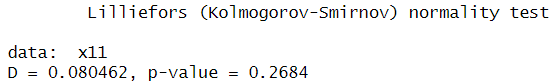 Lilliefors (Kolmogorov-Smirnov) normality test
data:  x11
D = 0.080462, p-value = 0.2684